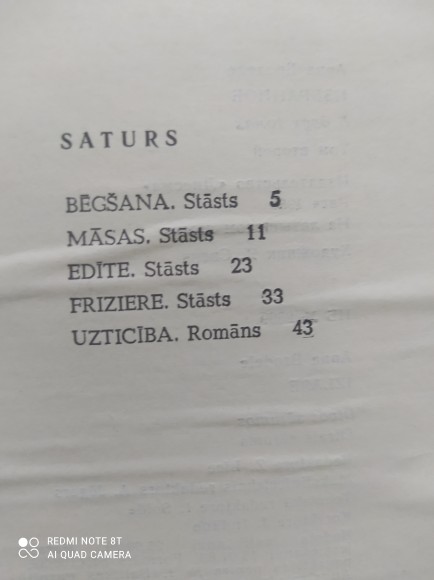 SATURS
BĒGŠANA. Stāsts 5
MĀSAS. Stāsts 11
EDĪTE. Stāsts 23
FRIZIERE. Stāsts 33
UZTICĪBA. Romāns 43
REDMI NOTE 8T
AI QUAD CAMERA